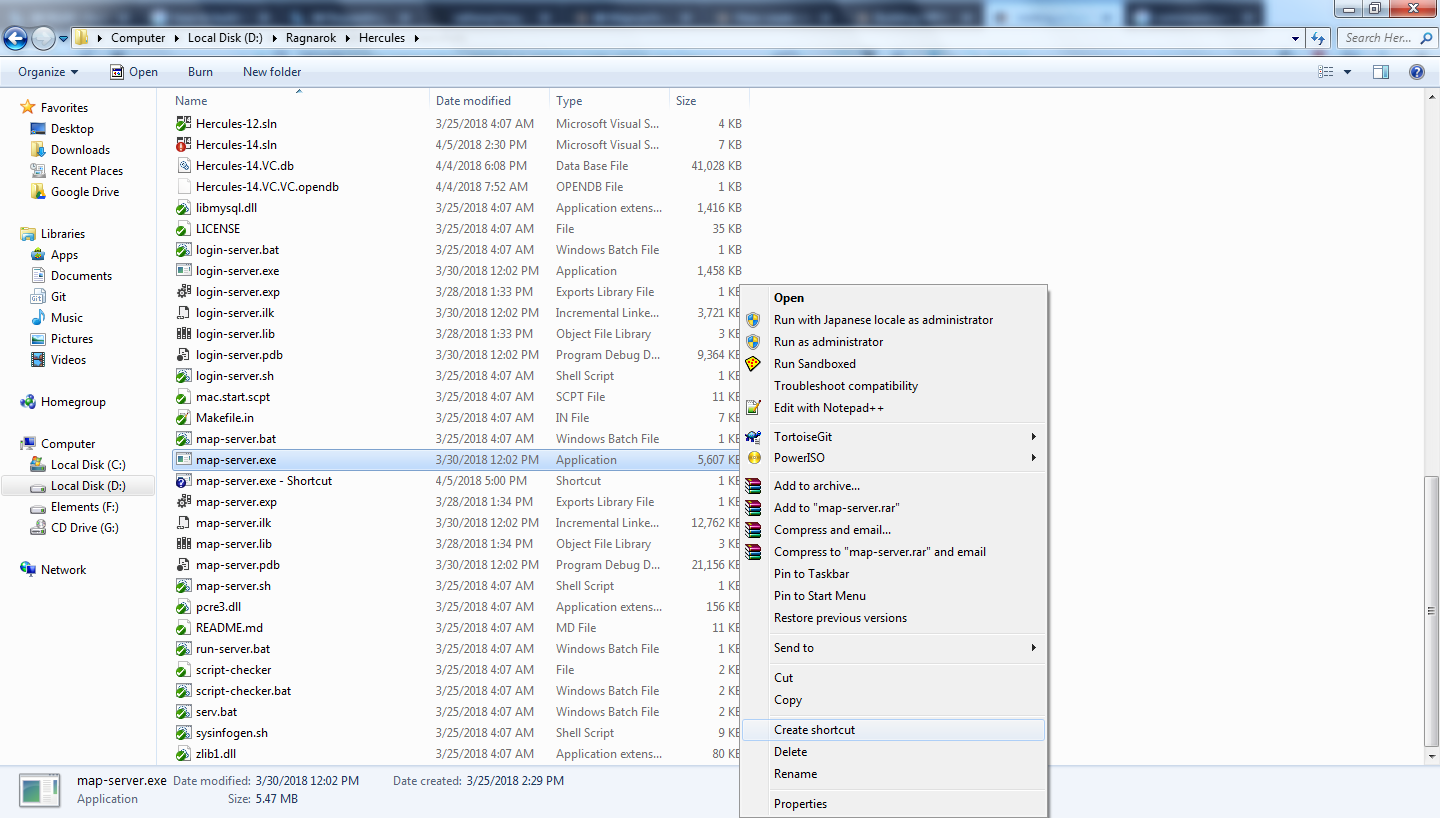 Computer Local Disk (D:) Ragnarok Hercules
Search Her...
Organize Open Burn New folder
Name Date modified Type Size
Favorites
Desktop
Downloads
Recent Places
Google Drive
Libraries
Apps
Documents
Git
Music
Pictures
Videos
Homegroup
Computer
Local Disk (C:)
Local Disk (D:)
Elements (F:)
CD Drive (G:)
Network
Hercules-12.sln 3/25/2018 4:07 AM Microsoft Visual S... 4 KB
Hercules-14.sln 4/5/2018 2:30 PM Microsoft Visual S... 7 KB
Hercules-14.VC.db 4/4/2018 6:08 PM Data Base File 41,028 KB
Hercules-14.VC.VC.opendb 4/4/2018 7:52 AM OPENDB File 1 KB
libmysql.dll 3/25/2018 4:07 AM Application extens... 1,416 KB
LICENSE 3/25/2018 4:07 AM File 35 KB
login-server.bat 3/25/2018 4:07 AM Windows Batch File 1 KB
login-server.exe 3/30/2018 12:02 PM Application 1,458 KB
login-server.exp 3/28/2018 1:33 PM Exports Library File 1 KB
login-server.ilk 3/30/2018 12:02 PM Incremental Linke... 3,721 KB
login-server.lib 3/28/2018 1:33 PM Object File Library 3 KB
login-server.pdb 3/30/2018 12:02 PM Program Debug D... 9,364 KB
login-server.sh 3/25/2018 4:07 AM Shell Script 1 KB
mac.start.scpt 3/25/2018 4:07 AM SCPT File 11 KB
Makefile.in 3/25/2018 4:07 AM IN File 7 KB
map-server.bat 3/25/2018 4:07 AM Windows Batch File 1 KB
map-server.exe 3/30/2018 12:02 PM Application 5,607 KB
map-server.exe - Shortcut 4/5/2018 5:00 PM Shortcut 1 KB
map-server.exp 3/28/2018 1:34 PM Exports Library File 1 KB
map-server.ilk 3/30/2018 12:02 PM Incremental Linke... 12,762 KB
map-server.lib 3/28/2018 1:34 PM Object File Library 3 KB
map-server.pdb 3/30/2018 12:02 PM Program Debug D... 21,156 KB
map-server.sh 3/25/2018 4:07 AM Shell Script 1 KB
pcre3.dll 3/25/2018 4:07 AM Application extens... 156 KB
README.md 3/25/2018 4:07 AM MD File 11 KB
run-server.bat 3/25/2018 4:07 AM Windows Batch File 1 KB
script-checker 3/25/2018 4:07 AM File 2 KB
script-checker.bat 3/25/2018 4:07 AM Windows Batch File 2 KB
serv.bat 3/25/2018 4:07 AM Windows Batch File 2 KB
sysinfogen.sh 3/25/2018 4:07 AM Shell Script 9 KB
zlib1.dll 3/25/2018 4:07 AM Application extens... 80 KB
Open
Run with Japanese locale as administrator
Run as administrator
Run Sandboxed
Troubleshoot compatibility
Edit with Notepad++
TortoiseGit
PowerISO
Add to archive...
Add to "map-server.rar"
Compress and email...
Compress to "map-server.rar" and email
Pin to Taskbar
Pin to Start Menu
Restore previous versions
Send to
Cut
Copy
Create shortcut
Delete
Rename
Properties
map-server.exe Date modified: 3/30/2018 12:02 PM Date created: 3/25/2018 2:29 PM
Application Size: 5.47 MB